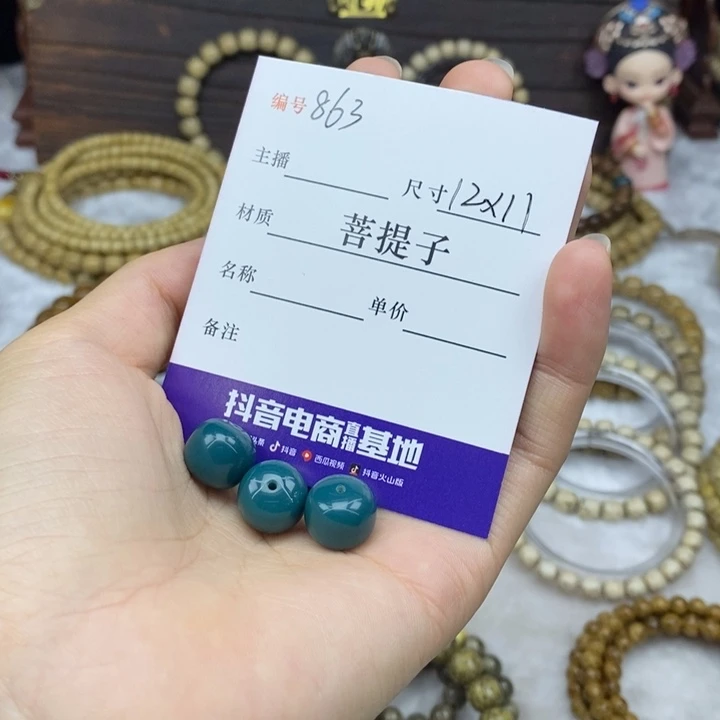 编号 863
主播
尺寸 12x11
材质 菩提子
名称
单价
备注
抖音电商直播基地
头条 抖音 西瓜视频 抖音火山版